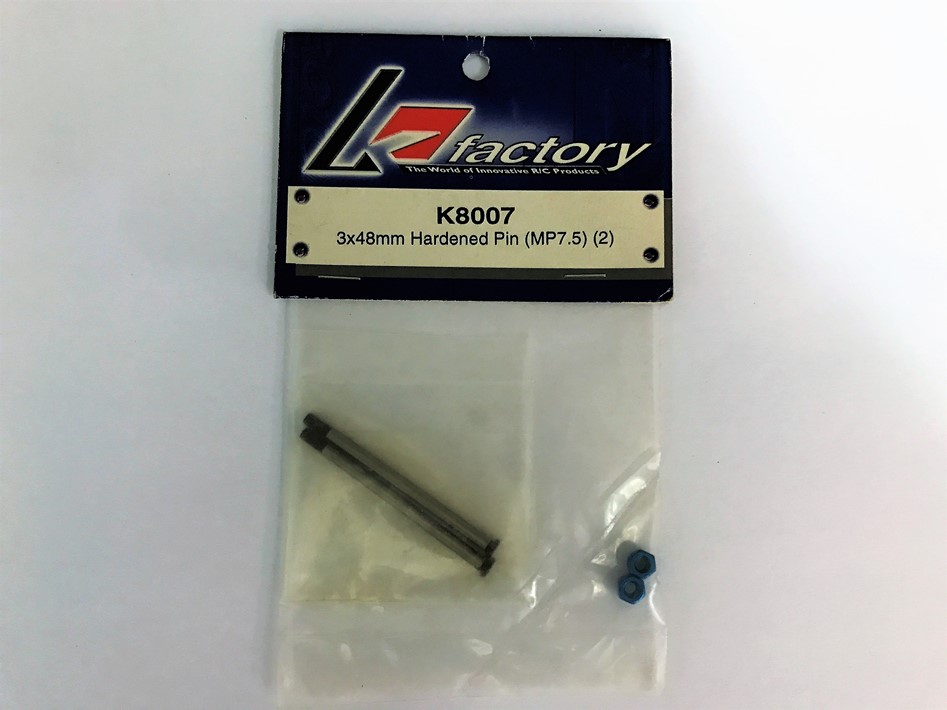 K factory
The World of Innovative R/C Products
K8007
3x48mm Hardened Pin (MP7.5) (2)